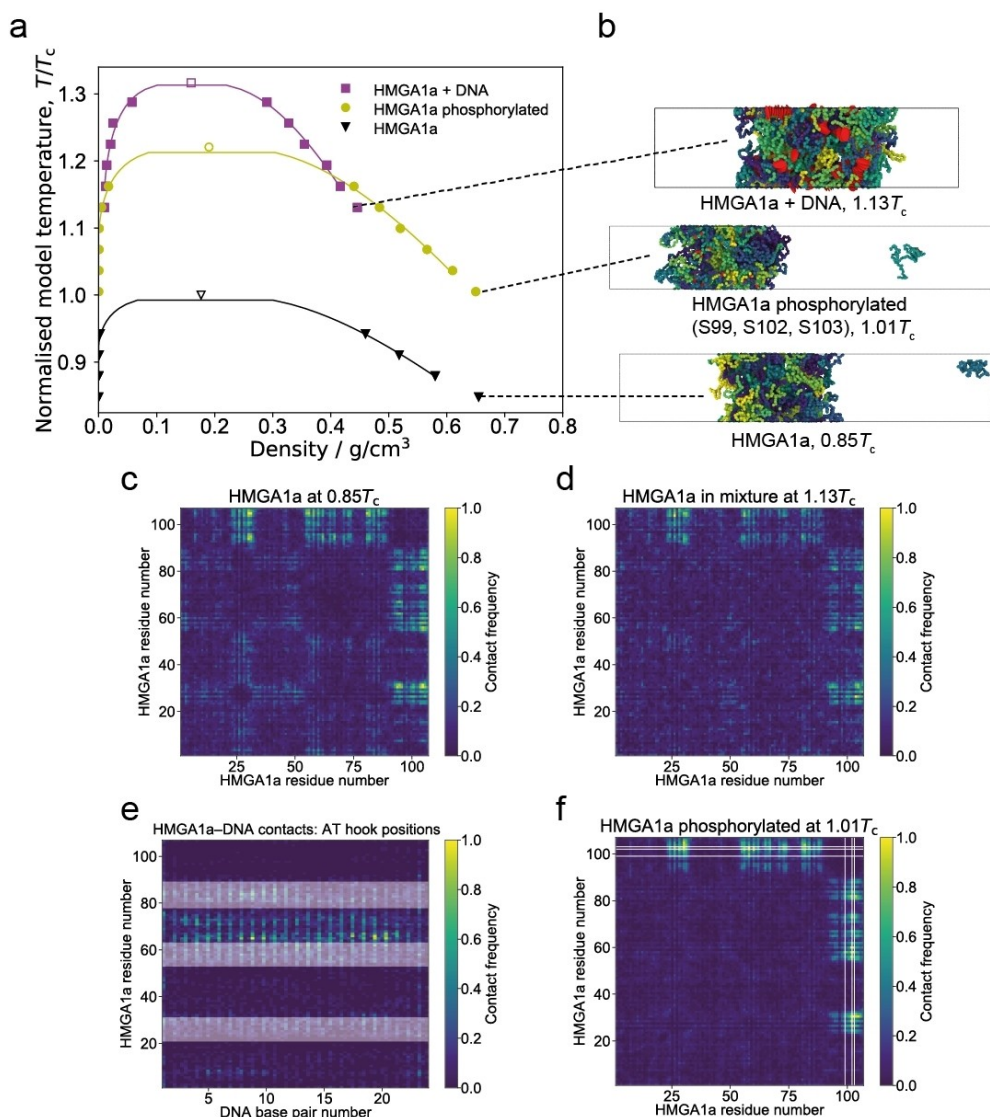 a
Normalised model temperature, T/Tc
1.3
1.2
1.1
1.0
0.9
0.0 0.1 0.2 0.3 0.4 0.5 0.6 0.7 0.8
Density / g/cm³
HMGA1a + DNA
HMGA1a phosphorylated
HMGA1a
b
HMGA1a + DNA, 1.13Tc
HMGA1a phosphorylated
(S99, S102, S103), 1.01Tc
HMGA1a, 0.85Tc
c
HMGA1a at 0.85Tc
HMGA1a residue number
100
80
60
40
20
25 50 75 100
HMGA1a residue number
1.0
0.8
0.6
0.4
0.2
0.0
Contact frequency
d
HMGA1a in mixture at 1.13Tc
HMGA1a residue number
100
80
60
40
20
25 50 75 100
HMGA1a residue number
1.0
0.8
0.6
0.4
0.2
0.0
Contact frequency
e
HMGA1a–DNA contacts: AT hook positions
HMGA1a residue number
100
80
60
40
20
5 10 15 20
DNA base pair number
1.0
0.8
0.6
0.4
0.2
0.0
Contact frequency
f
HMGA1a phosphorylated at 1.01Tc
HMGA1a residue number
100
80
60
40
20
25 50 75 100
HMGA1a residue number
1.0
0.8
0.6
0.4
0.2
0.0
Contact frequency